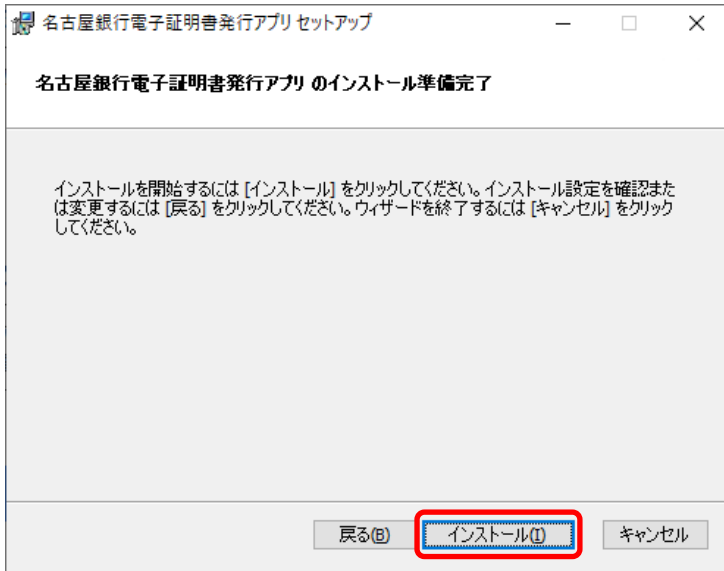 名古屋銀行電子証明書発行アプリ セットアップ
名古屋銀行電子証明書発行アプリ のインストール準備完了
インストールを開始するには [インストール] をクリックしてください。インストール設定を確認また
は変更するには [戻る] をクリックしてください。ウィザードを終了するには [キャンセル] をクリック
してください。
戻る(B) インストール(I) キャンセル